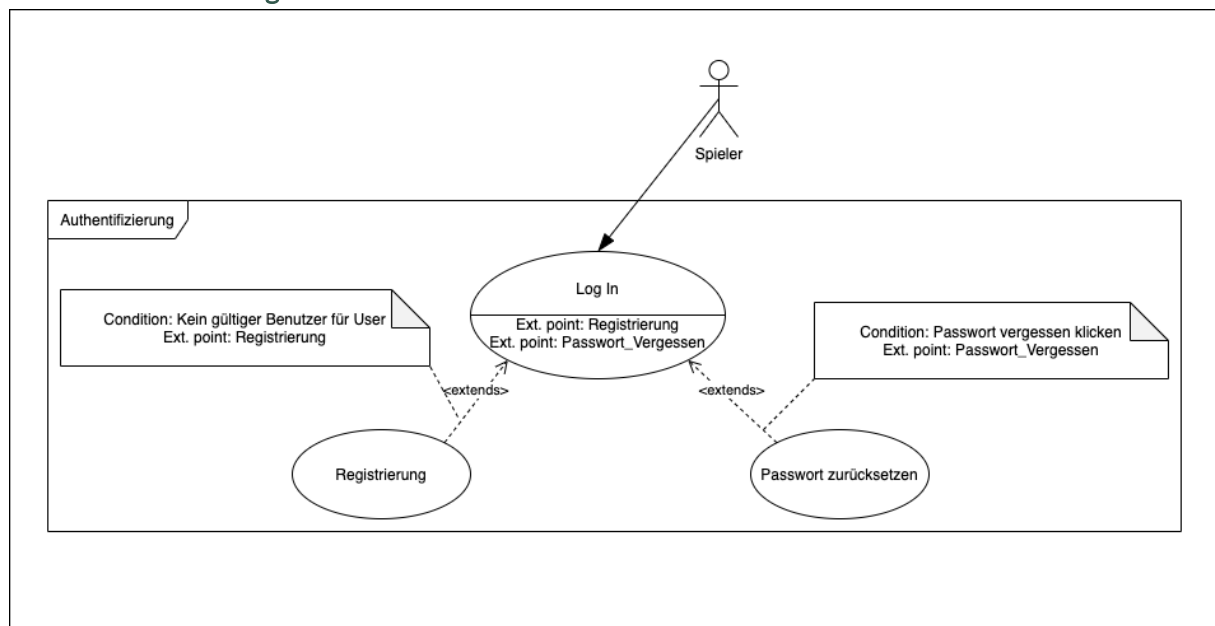 Spieler
Authentifizierung
Log In
Ext. point: Registrierung
Ext. point: Passwort_Vergessen
Condition: Kein gültiger Benutzer für User
Ext. point: Registrierung
Condition: Passwort vergessen klicken
Ext. point: Passwort_Vergessen
<extends>
<extends>
Registrierung
Passwort zurücksetzen